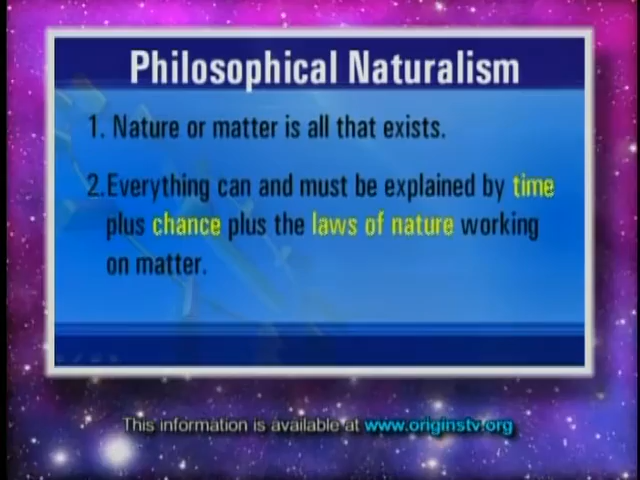 Philosophical Naturalism
1. Nature or matter is all that exists.
2.Everything can and must be explained by time
plus chance plus the laws of nature working
on matter.
This information is available at www.originstv.org